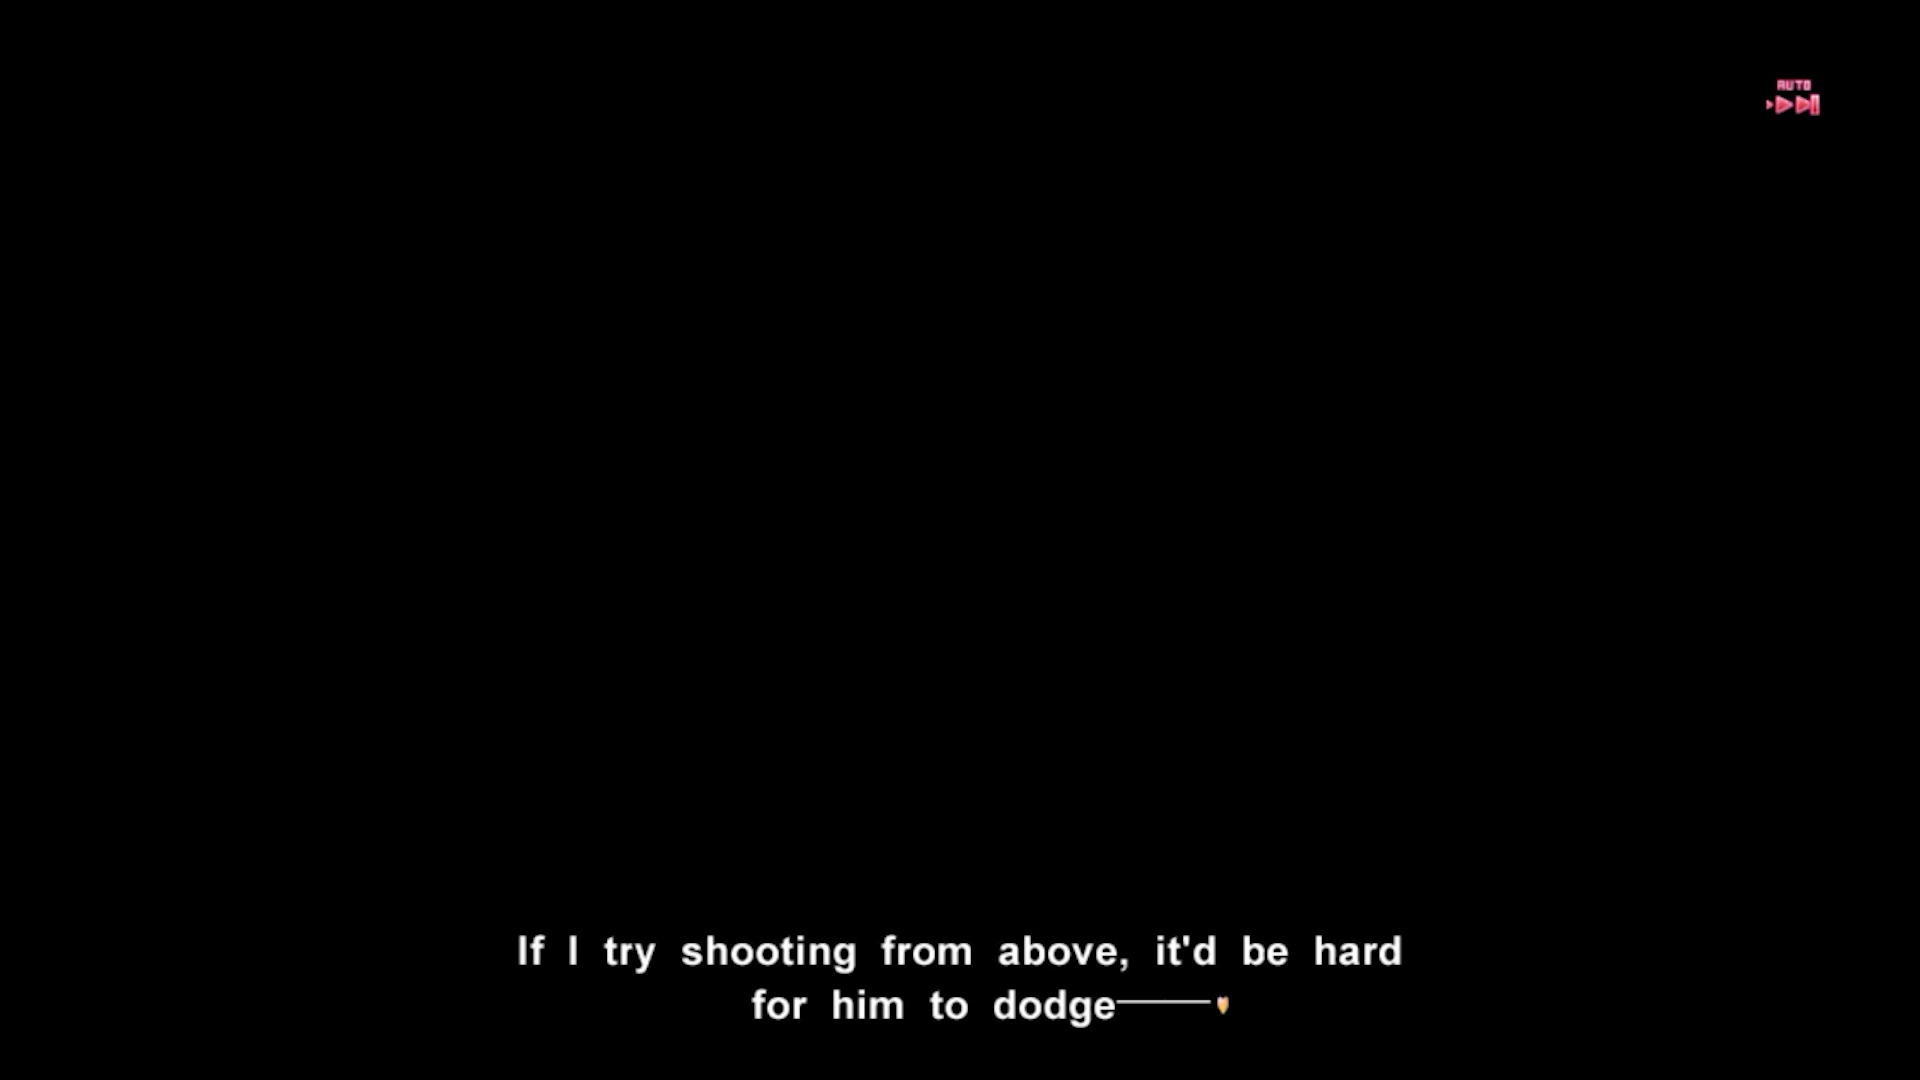 AUTO
If I try shooting from above, it'd be hard
for him to dodge——